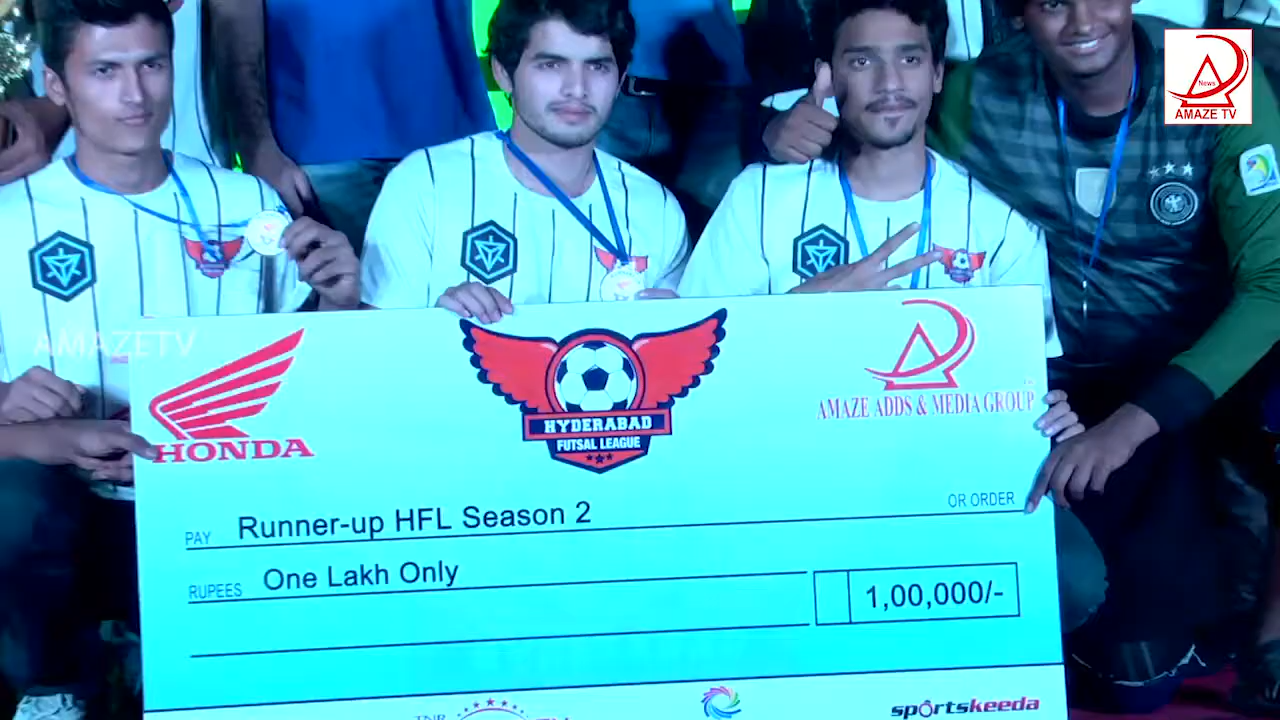 News
AMAZE TV
AMAZETV
HONDA
HYDERABAD
FUTSAL LEAGUE
AMAZE ADDS & MEDIA GROUP
OR ORDER
PAY Runner-up HFL Season 2
RUPEES One Lakh Only
1,00,000/-
sportskeeda